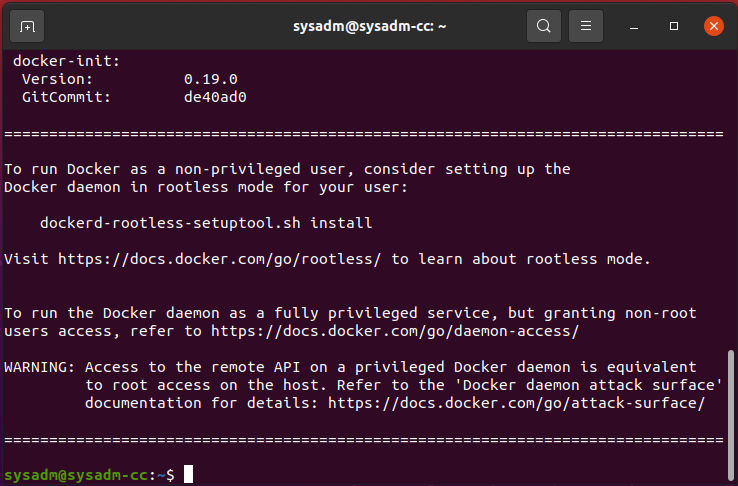 sysadm@sysadm-cc: ~
docker-init:
Version:          0.19.0
GitCommit:        de40ad0
================================================================================
To run Docker as a non-privileged user, consider setting up the
Docker daemon in rootless mode for your user:
dockerd-rootless-setuptool.sh install
Visit https://docs.docker.com/go/rootless/ to learn about rootless mode.
To run the Docker daemon as a fully privileged service, but granting non-root
users access, refer to https://docs.docker.com/go/daemon-access/
WARNING: Access to the remote API on a privileged Docker daemon is equivalent
to root access on the host. Refer to the 'Docker daemon attack surface'
documentation for details: https://docs.docker.com/go/attack-surface/
================================================================================
sysadm@sysadm-cc:~$